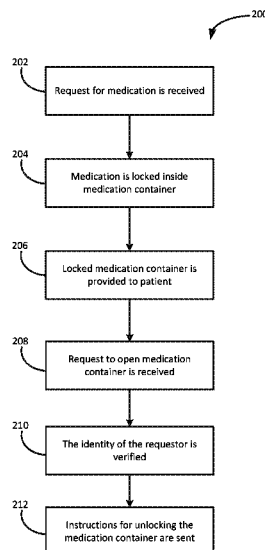 200
202
Request for medication is received
204
Medication is locked inside
medication container
206
Locked medication container is
provided to patient
208
Request to open medication
container is received
210
The identity of the requestor is
verified
212
Instructions for unlocking the
medication container are sent